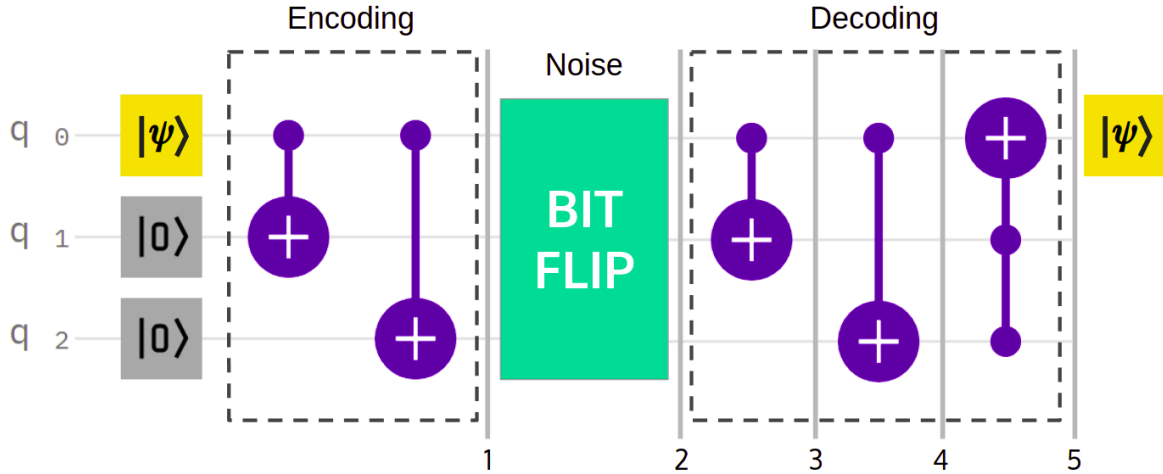 Encoding
Noise
Decoding
q 0 |ψ⟩ |ψ⟩
q 1 |0⟩
q 2 |0⟩
BIT
FLIP
1 2 3 4 5